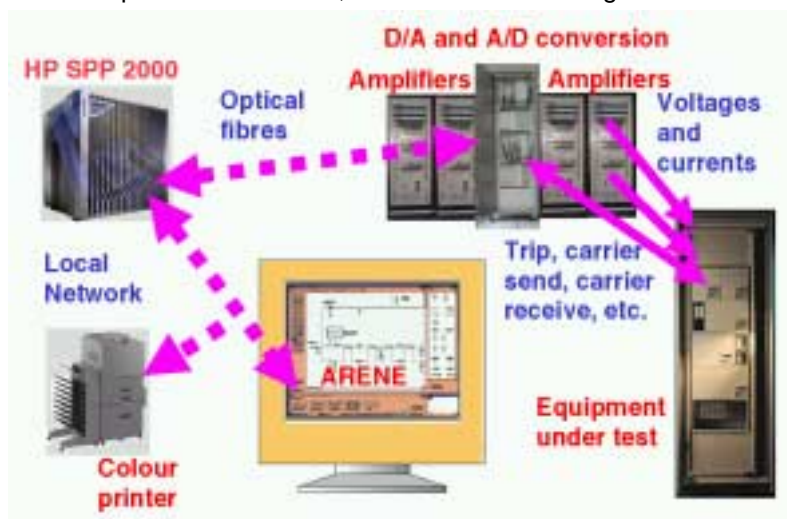 D/A and A/D conversion
HP SPP 2000
Amplifiers
Amplifiers
Optical
fibres
Voltages
and
currents
Local
Network
Trip, carrier
send, carrier
receive, etc.
ARENE
Equipment
under test
Colour
printer